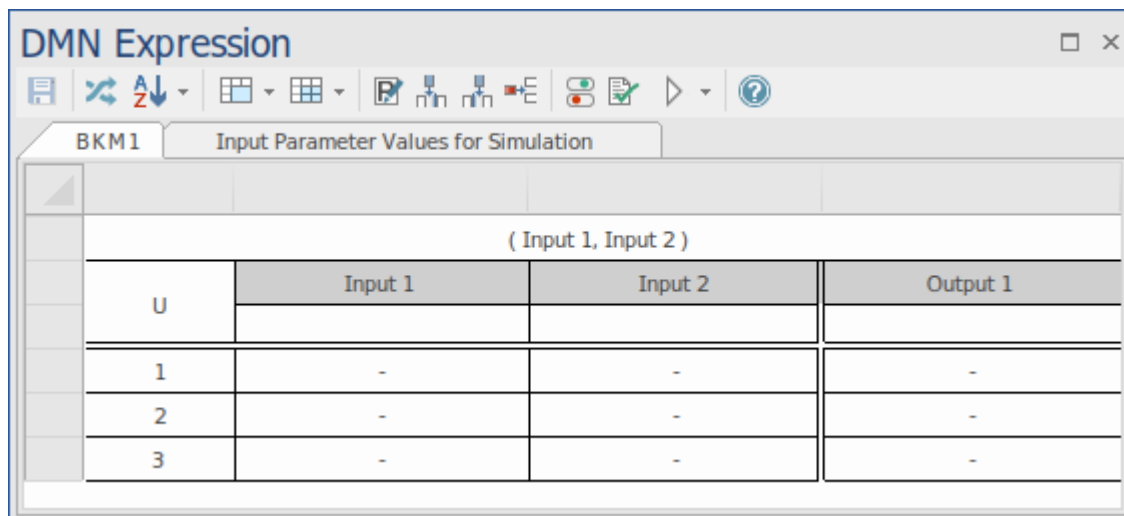 DMN Expression
BKM1 Input Parameter Values for Simulation
( Input 1, Input 2 )
U Input 1 Input 2 Output 1
1 - - -
2 - - -
3 - - -